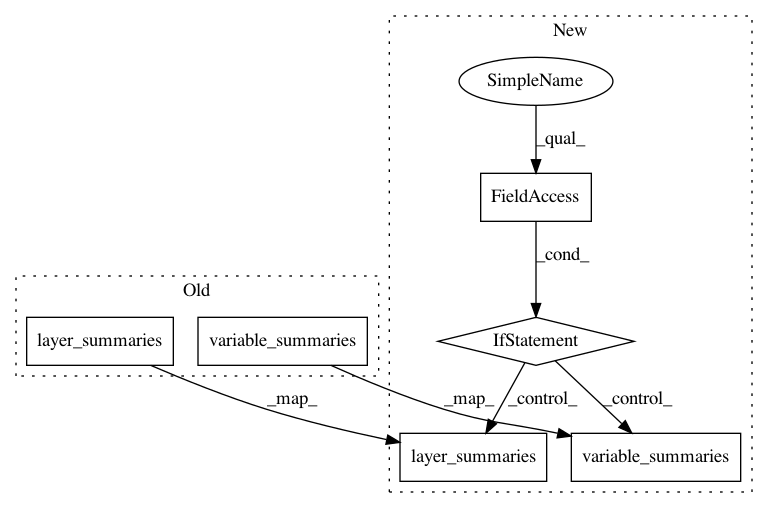 New
SimpleName
_qual_
FieldAccess
_cond_
Old
layer_summaries
variable_summaries
IfStatement
_map_
_map_
_control_
_control_
layer_summaries
variable_summaries